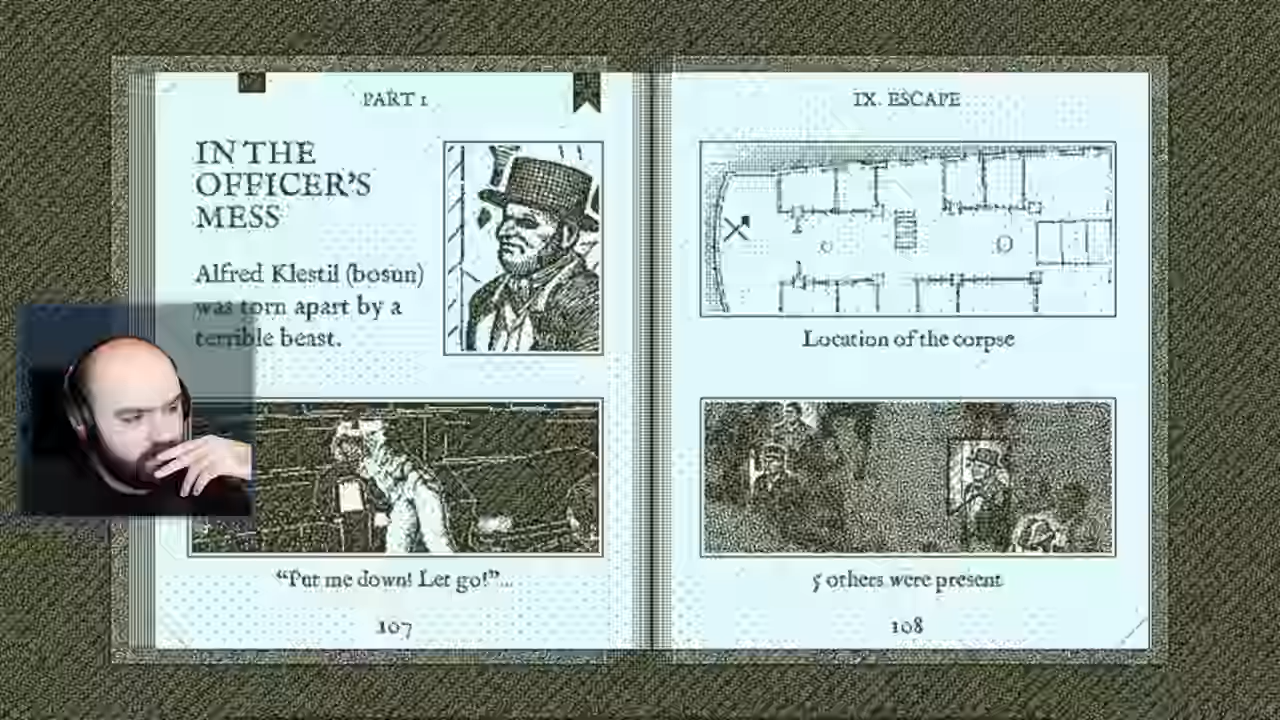 PART 1
IN THE
OFFICER'S
MESS
Alfred Klestil (bosun)
was torn apart by a
terrible beast.
"Put me down! Let go!"...
107
IX. ESCAPE
Location of the corpse
5 others were present
108